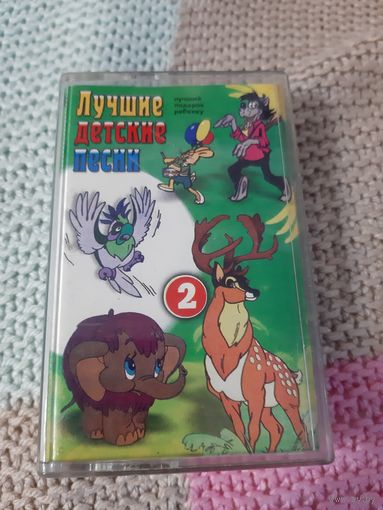 Лучшие
детские
песни
лучший
подарок
ребенку
2